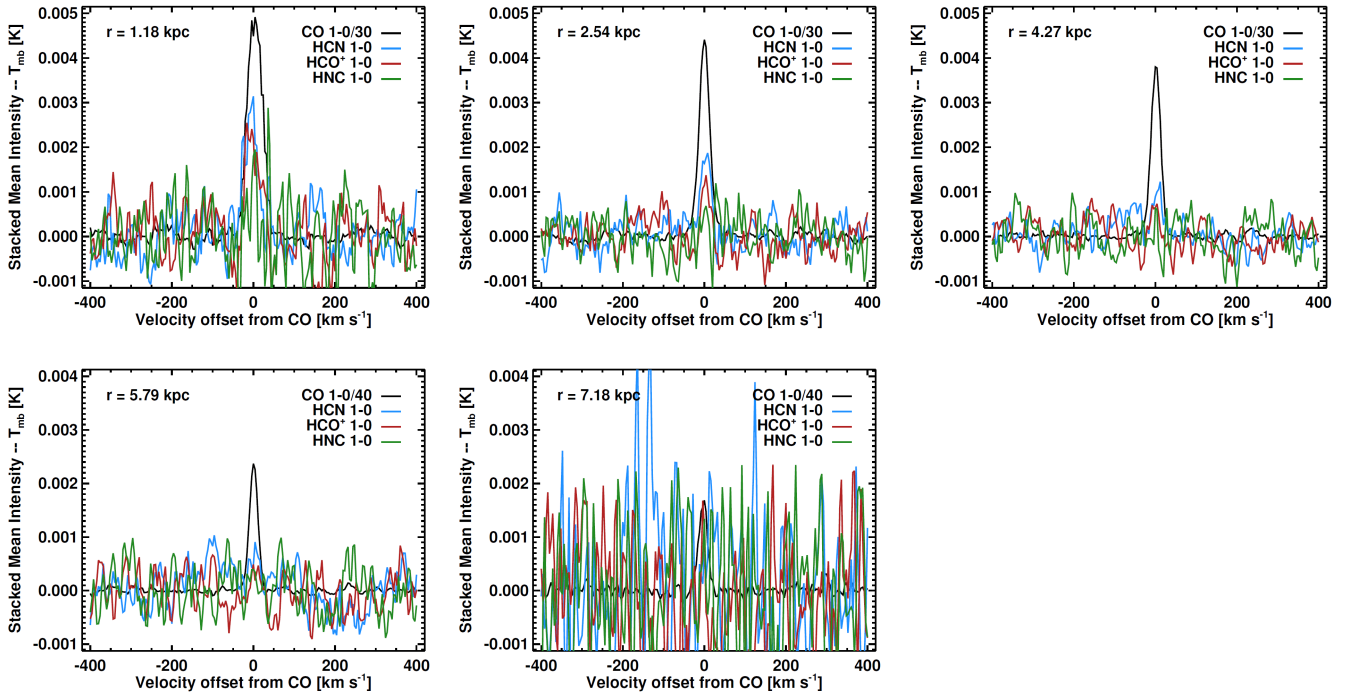 r = 1.18 kpc
CO 1-0/30
HCN 1-0
HCO⁺ 1-0
HNC 1-0
Stacked Mean Intensity -- Tmb [K]
0.005
0.004
0.003
0.002
0.001
0.000
-0.001
-400 -200 0 200 400
Velocity offset from CO [km s⁻¹]
r = 2.54 kpc
CO 1-0/30
HCN 1-0
HCO⁺ 1-0
HNC 1-0
Stacked Mean Intensity -- Tmb [K]
0.005
0.004
0.003
0.002
0.001
0.000
-0.001
-400 -200 0 200 400
Velocity offset from CO [km s⁻¹]
r = 4.27 kpc
CO 1-0/30
HCN 1-0
HCO⁺ 1-0
HNC 1-0
Stacked Mean Intensity -- Tmb [K]
0.005
0.004
0.003
0.002
0.001
0.000
-0.001
-400 -200 0 200 400
Velocity offset from CO [km s⁻¹]
r = 5.79 kpc
CO 1-0/40
HCN 1-0
HCO⁺ 1-0
HNC 1-0
Stacked Mean Intensity -- Tmb [K]
0.004
0.003
0.002
0.001
0.000
-0.001
-400 -200 0 200 400
Velocity offset from CO [km s⁻¹]
r = 7.18 kpc
CO 1-0/40
HCN 1-0
HCO⁺ 1-0
HNC 1-0
Stacked Mean Intensity -- Tmb [K]
0.004
0.003
0.002
0.001
0.000
-0.001
-400 -200 0 200 400
Velocity offset from CO [km s⁻¹]